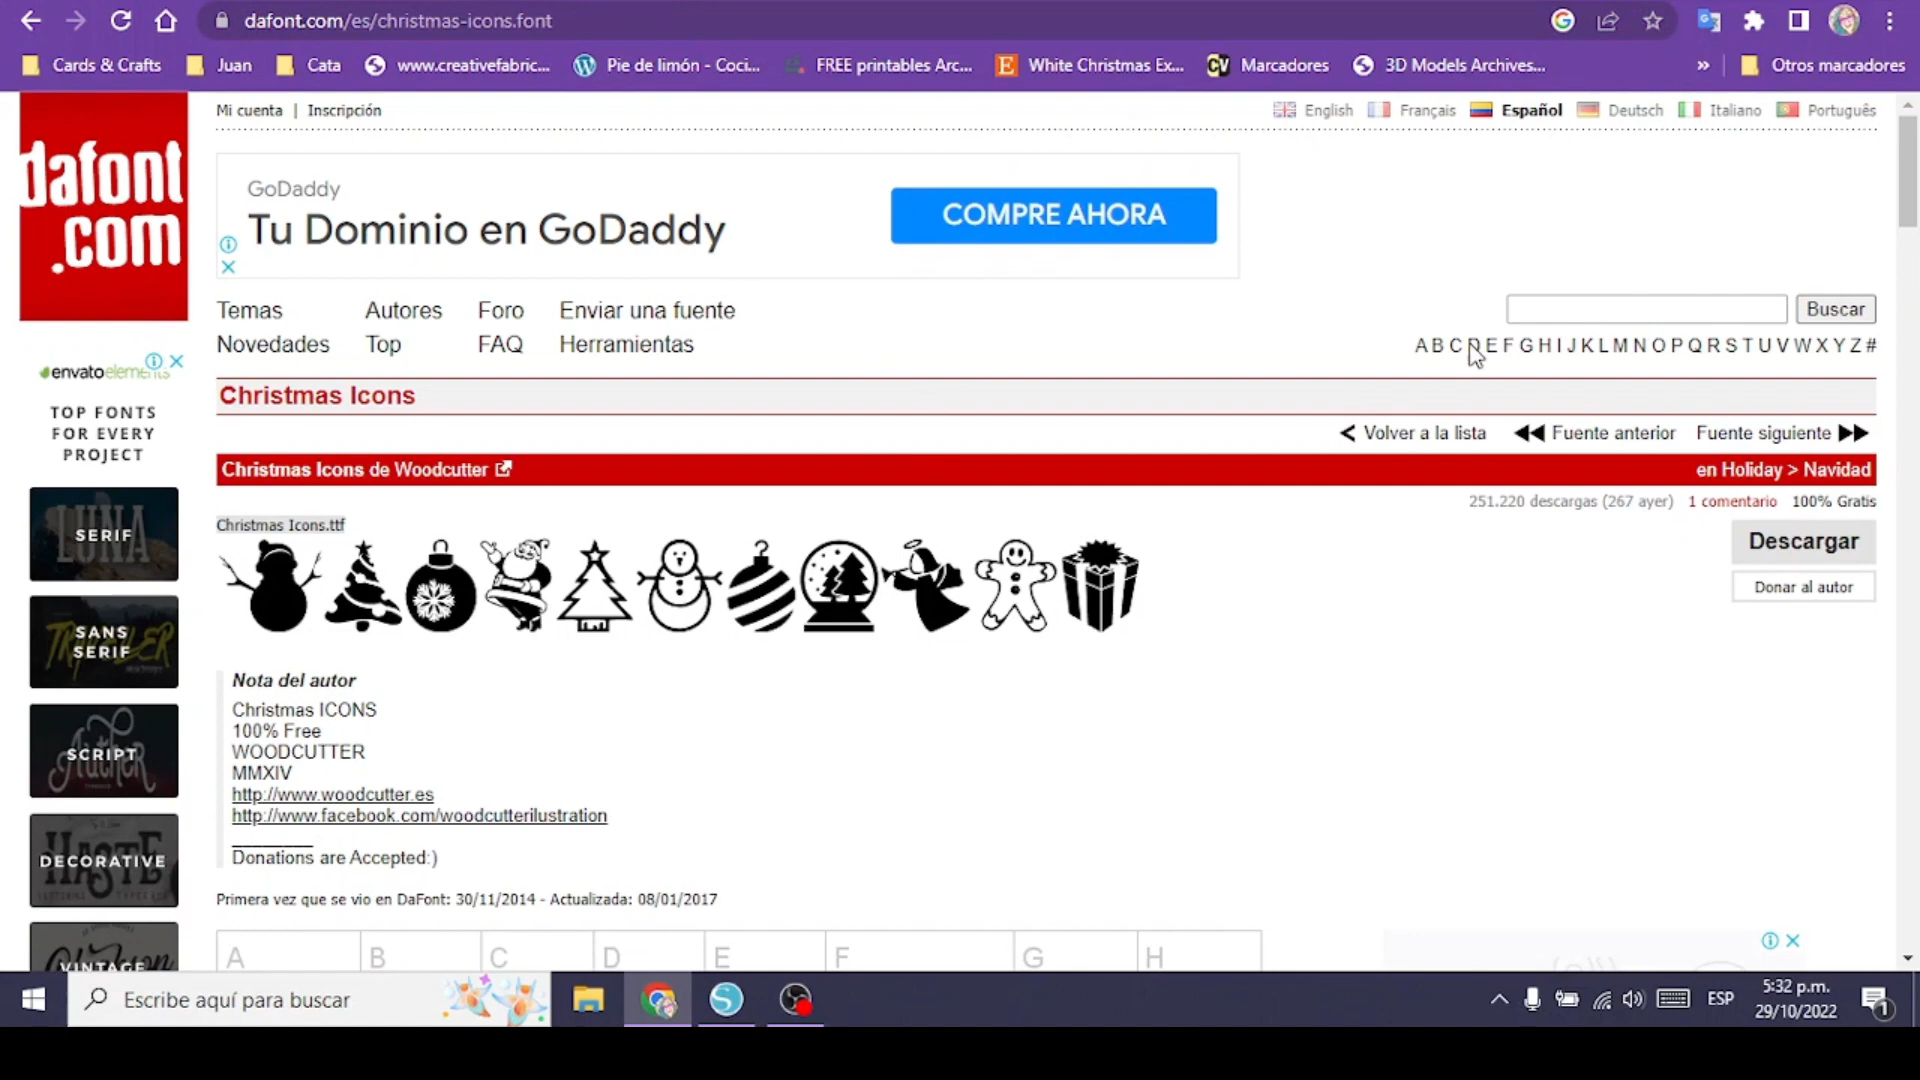 dafont.com/es/christmas-icons.font
Cards & Crafts
Juan
Cata
www.creativefabric...
Pie de limón - Coci...
FREE printables Arc...
White Christmas Ex...
Marcadores
3D Models Archives...
»
Otros marcadores
Mi cuenta | Inscripción
English
Français
Español
Deutsch
Italiano
Português
dafont
.com
GoDaddy
Tu Dominio en GoDaddy
COMPRE AHORA
Temas
Autores
Foro
Enviar una fuente
Buscar
Novedades
Top
FAQ
Herramientas
A B C D E F G H I J K L M N O P Q R S T U V W X Y Z #
envatoelements
TOP FONTS
FOR EVERY
PROJECT
Christmas Icons
Volver a la lista
Fuente anterior
Fuente siguiente
Christmas Icons de Woodcutter
en Holiday > Navidad
251.220 descargas (267 ayer)
1 comentario
100% Gratis
Christmas Icons.ttf
Descargar
Donar al autor
LUNA
SERIF
SANS
SERIF
SCRIPT
HASTE
DECORATIVE
VINTAGE
Nota del autor
Christmas ICONS
100% Free
WOODCUTTER
MMXIV
http://www.woodcutter.es
http://www.facebook.com/woodcutterilustration
________
Donations are Accepted:)
Primera vez que se vio en DaFont: 30/11/2014 - Actualizada: 08/01/2017
A B C D E F G H
Escribe aquí para buscar
ESP
5:32 p.m.
29/10/2022
1